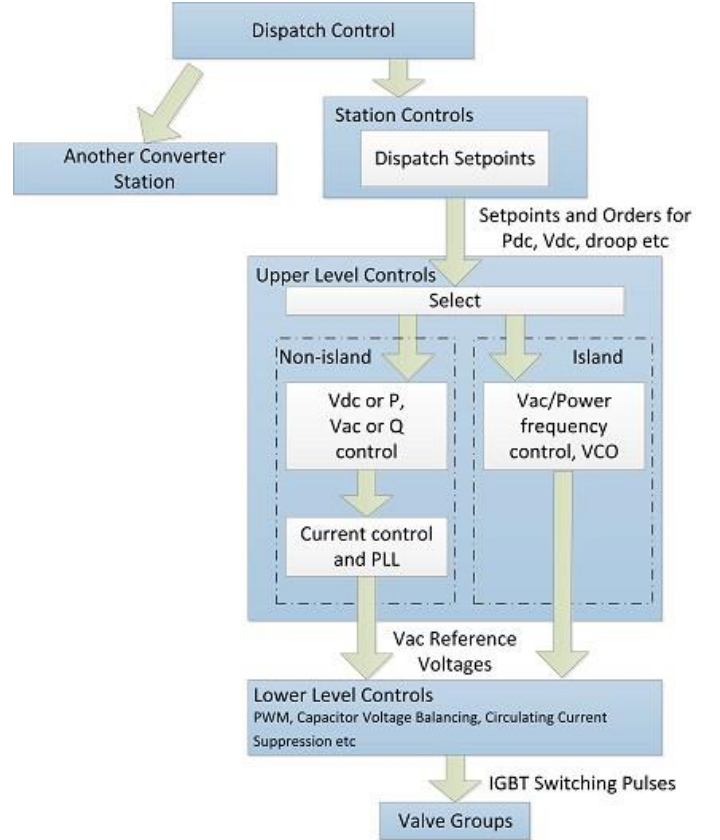 Dispatch Control
Station Controls
Dispatch Setpoints
Another Converter
Station
Setpoints and Orders for
Pdc, Vdc, droop etc
Upper Level Controls
Select
Non-island
Island
Vdc or P,
Vac or Q
control
Vac/Power
frequency
control, VCO
Current control
and PLL
Vac Reference
Voltages
Lower Level Controls
PWM, Capacitor Voltage Balancing, Circulating Current
Suppression etc
IGBT Switching Pulses
Valve Groups